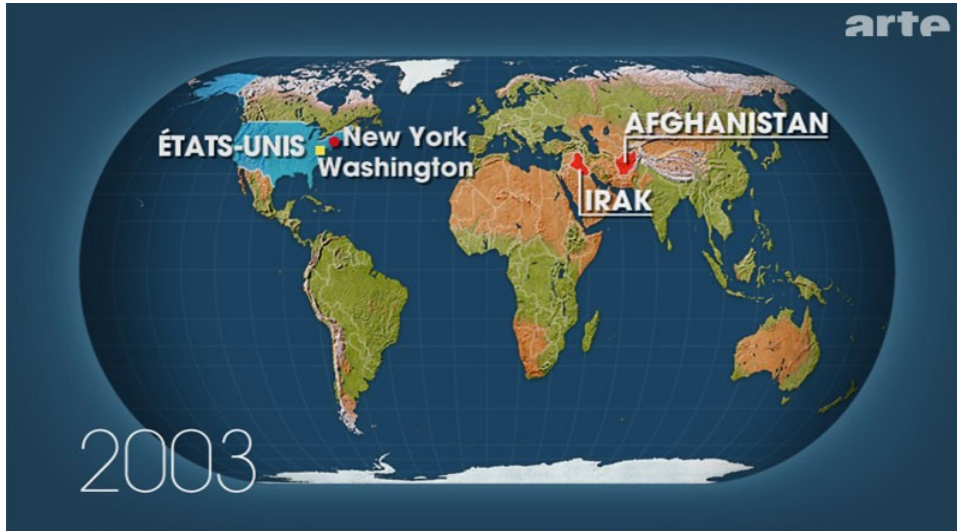 arte
AFGHANISTAN
ÉTATS-UNIS
New York
Washington
IRAK
2003